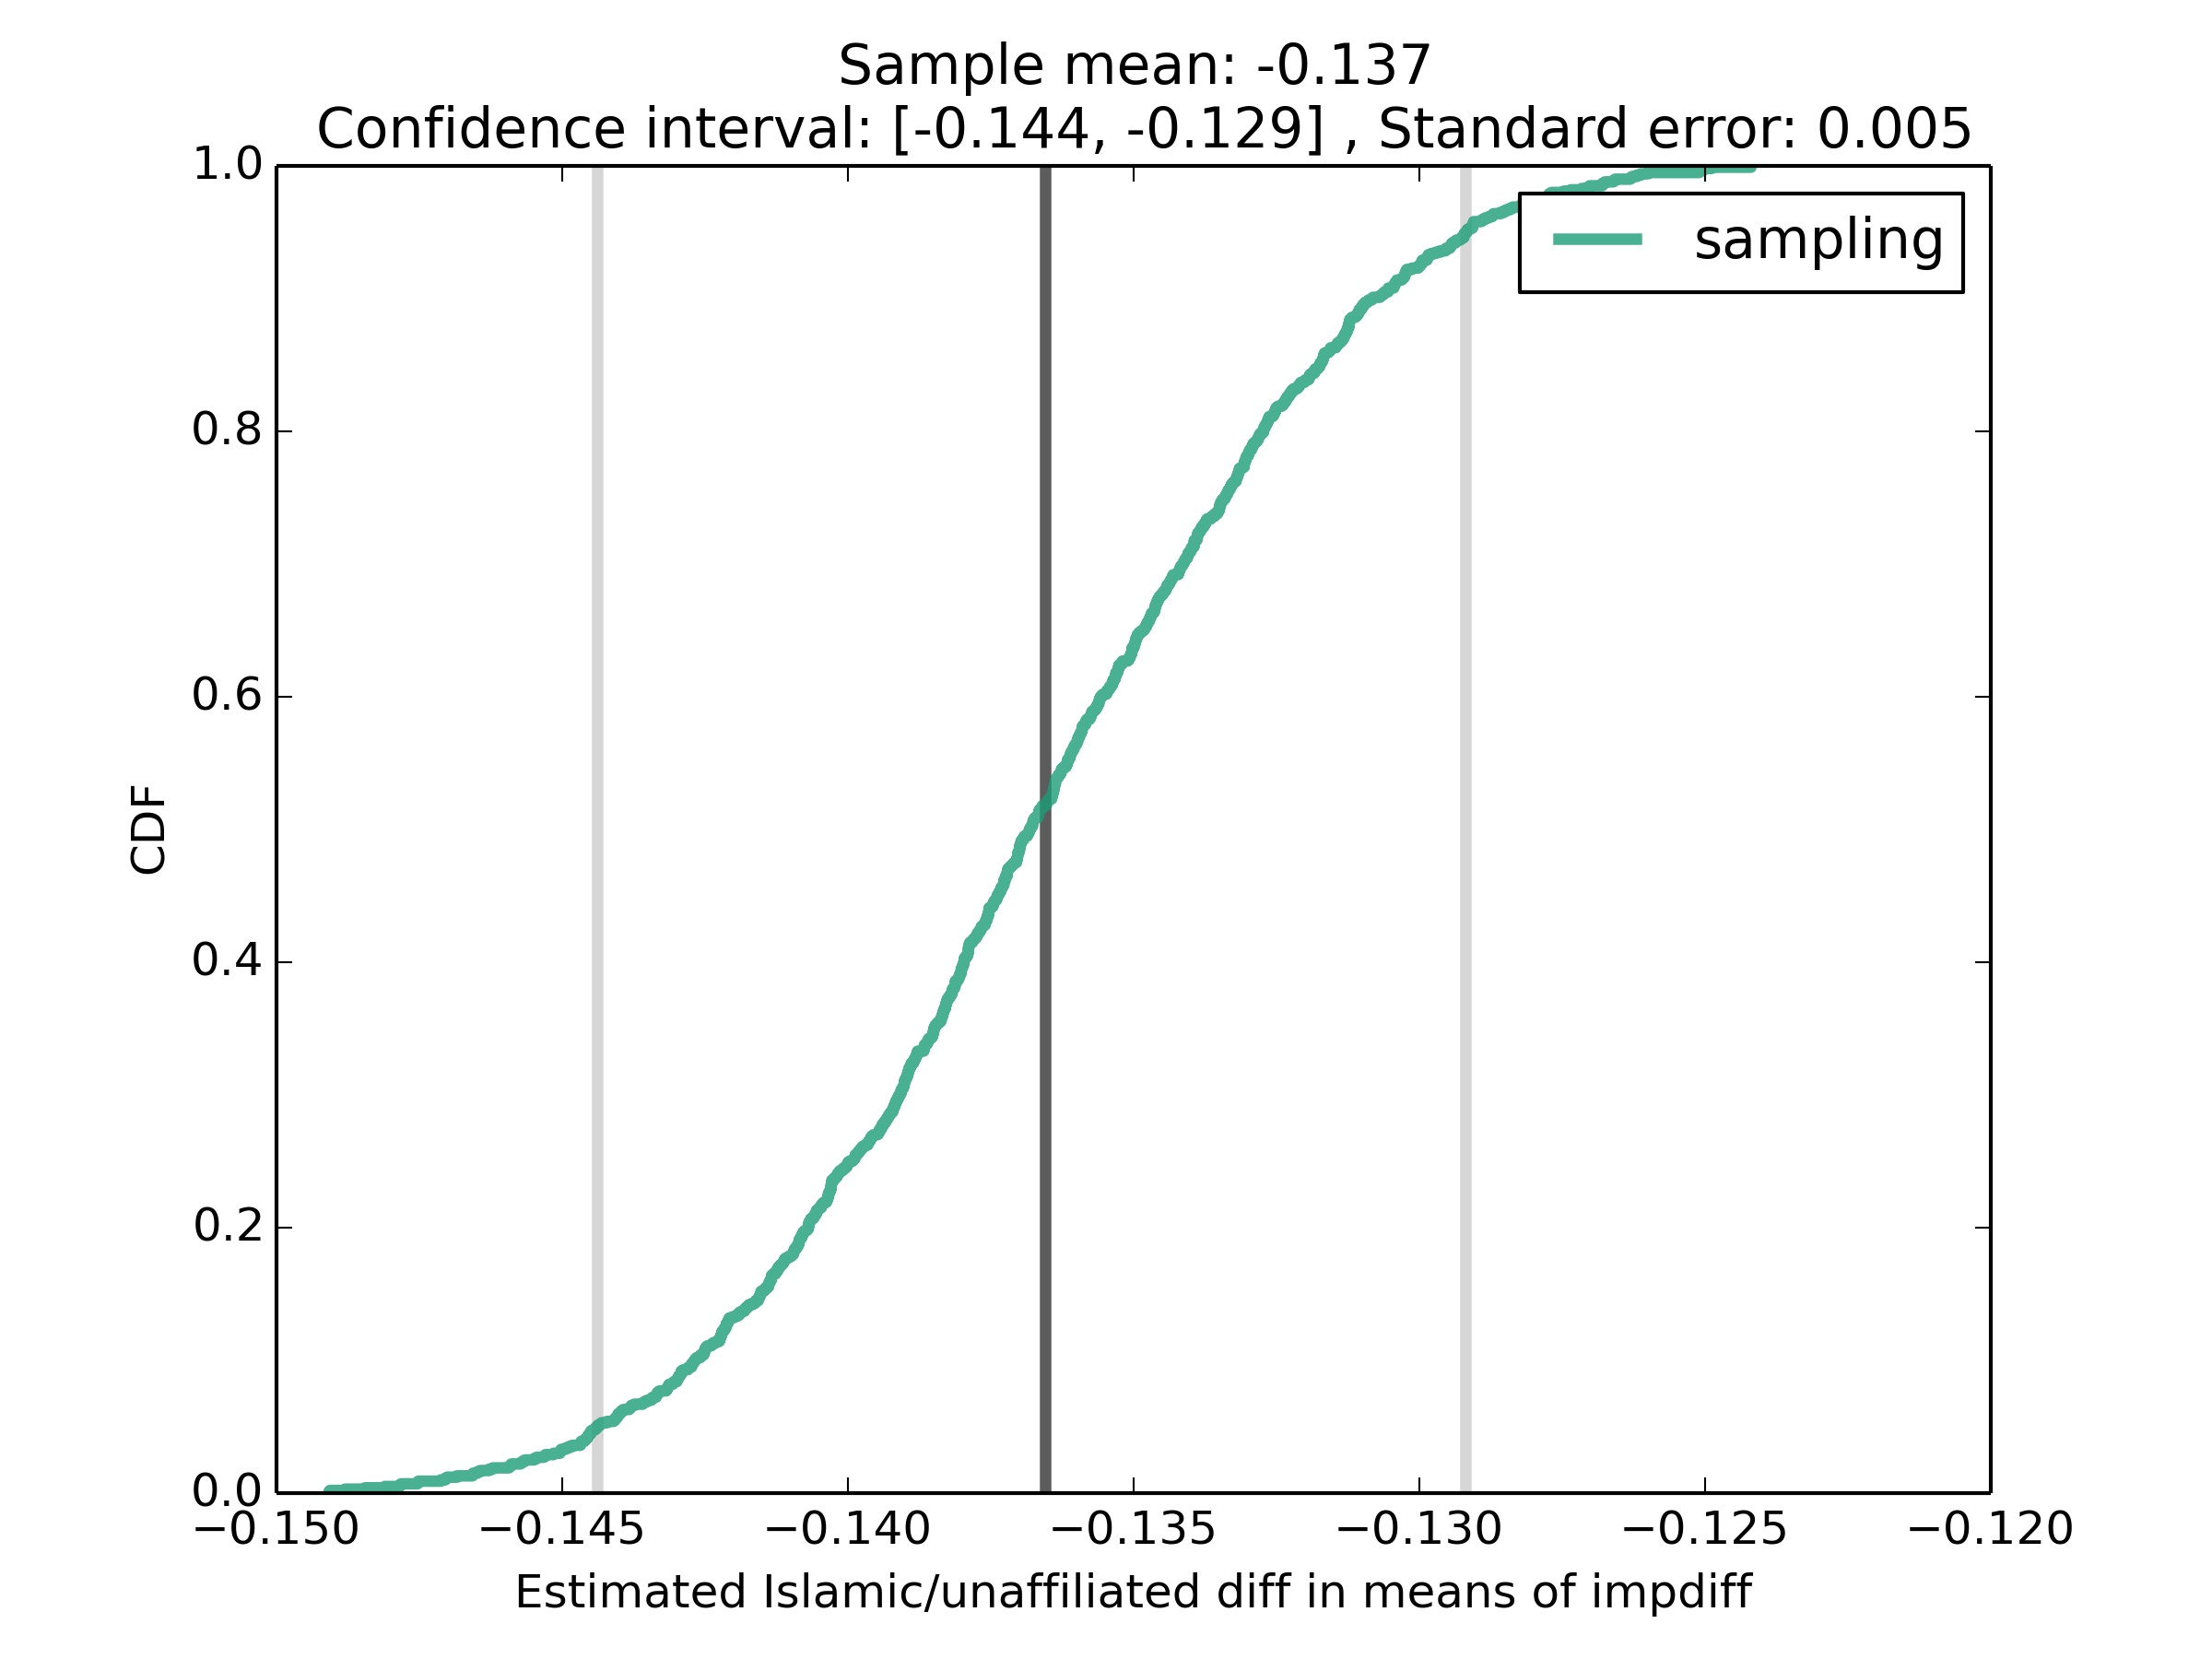 Sample mean: -0.137
Confidence interval: [-0.144, -0.129] , Standard error: 0.005
1.0
sampling
0.8
0.6
CDF
0.4
0.2
0.0
−0.150 −0.145 −0.140 −0.135 −0.130 −0.125 −0.120
Estimated Islamic/unaffiliated diff in means of impdiff